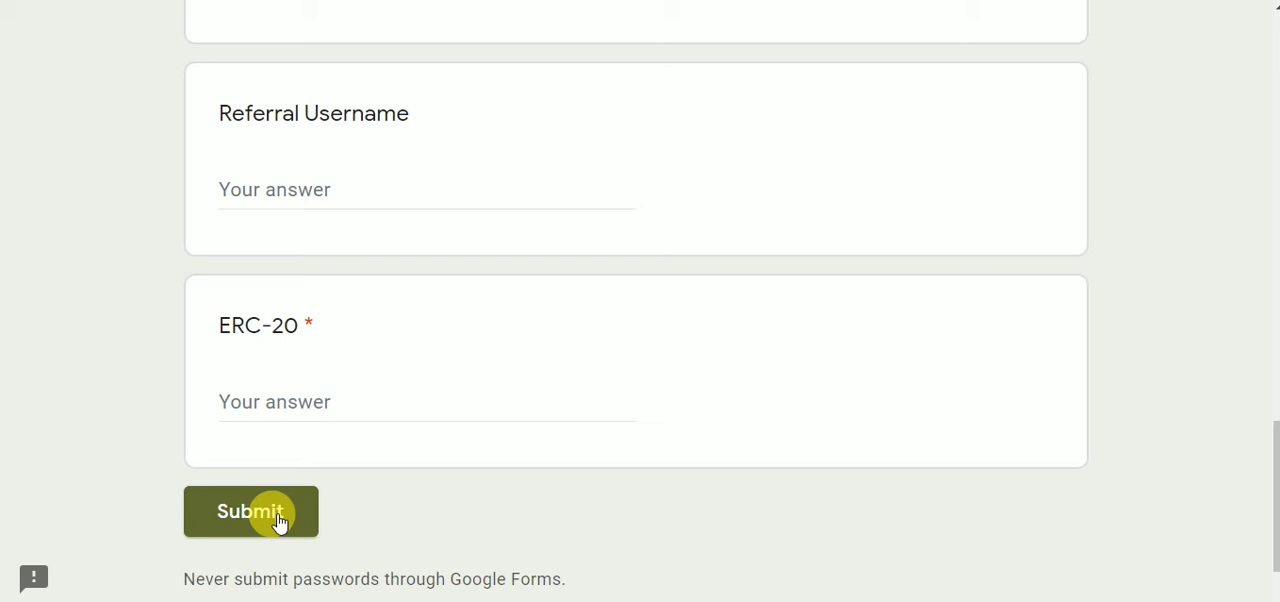 Referral Username
Your answer
ERC-20 *
Your answer
Submit
Never submit passwords through Google Forms.